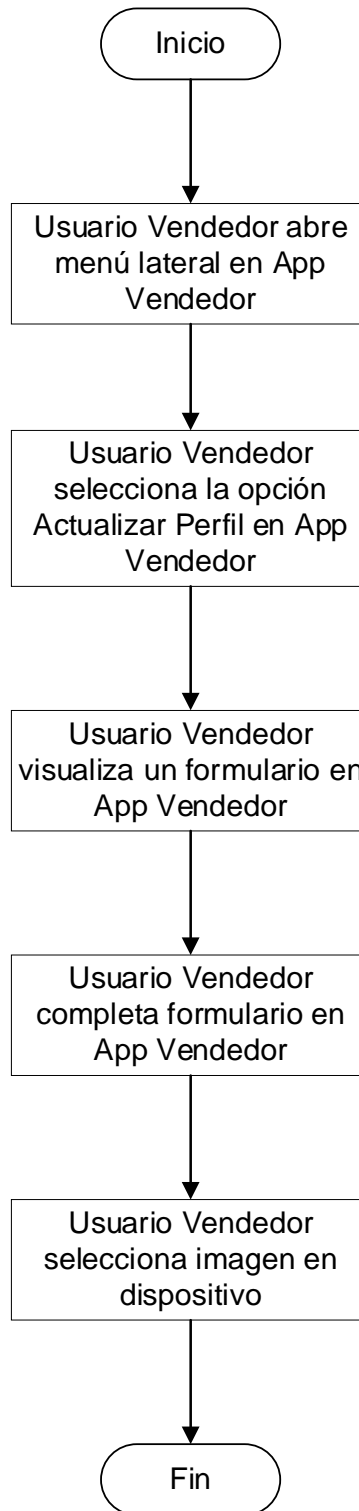 Inicio
Usuario Vendedor abre
menú lateral en App
Vendedor
Usuario Vendedor
selecciona la opción
Actualizar Perfil en App
Vendedor
Usuario Vendedor
visualiza un formulario en
App Vendedor
Usuario Vendedor
completa formulario en
App Vendedor
Usuario Vendedor
selecciona imagen en
dispositivo
Fin